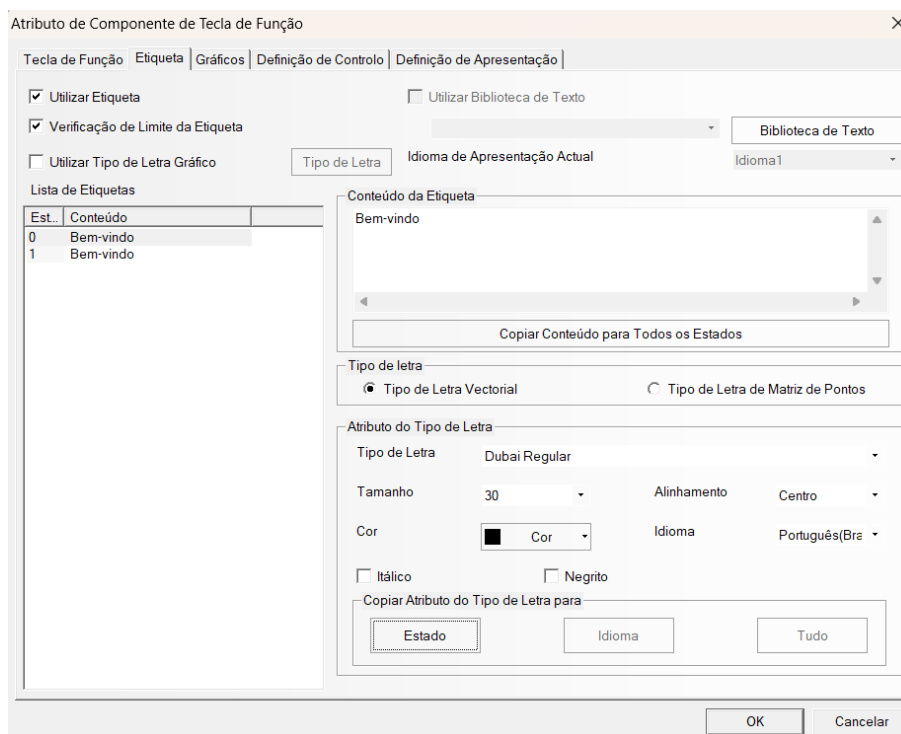 Atributo de Componente de Tecla de Função
Tecla de Função Etiqueta Gráficos Definição de Controlo Definição de Apresentação
Utilizar Etiqueta Utilizar Biblioteca de Texto
Verificação de Limite da Etiqueta Biblioteca de Texto
Utilizar Tipo de Letra Gráfico Tipo de Letra Idioma de Apresentação Actual Idioma1
Lista de Etiquetas
Est... Conteúdo
0 Bem-vindo
1 Bem-vindo
Conteúdo da Etiqueta
Bem-vindo
Copiar Conteúdo para Todos os Estados
Tipo de letra
Tipo de Letra Vectorial Tipo de Letra de Matriz de Pontos
Atributo do Tipo de Letra
Tipo de Letra Dubai Regular
Tamanho 30 Alinhamento Centro
Cor Cor Idioma Português(Bra
Itálico Negrito
Copiar Atributo do Tipo de Letra para
Estado Idioma Tudo
OK Cancelar